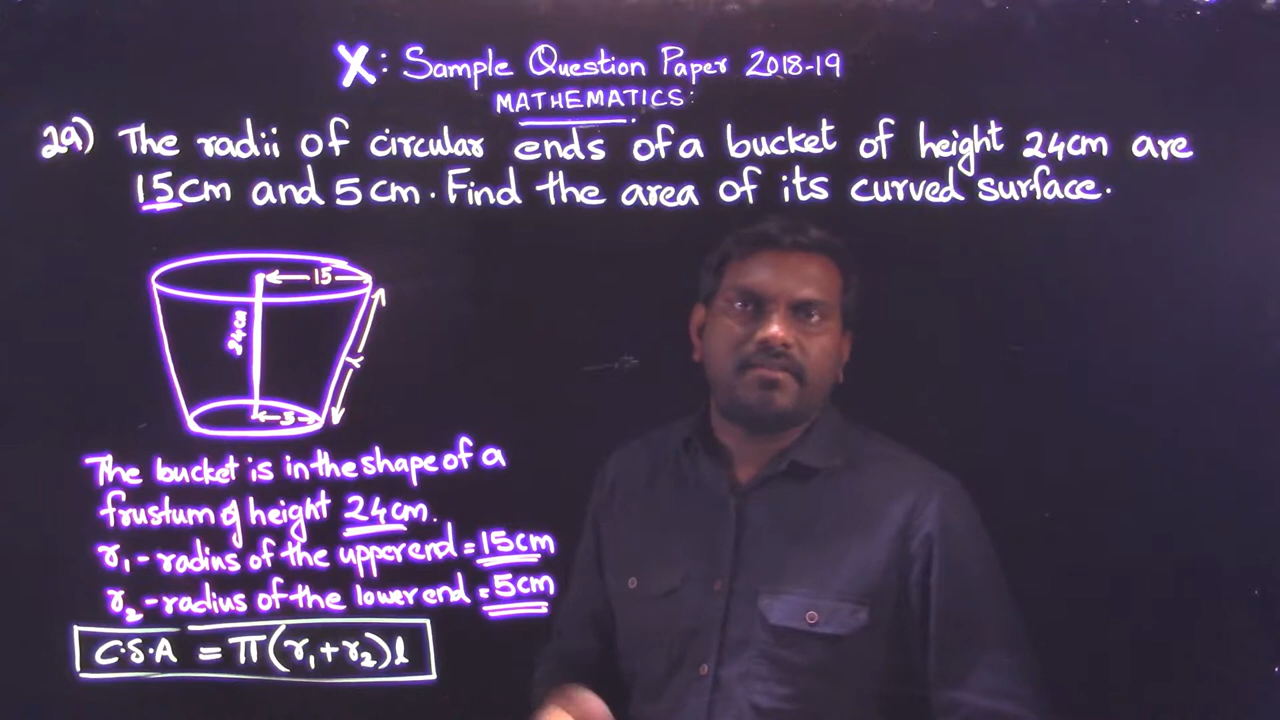 X: Sample Question Paper 2018-19
MATHEMATICS:
29) The radii of circular ends of a bucket of height 24cm are
15cm and 5cm. Find the area of its curved surface.
15
24cm
l
5
The bucket is in the shape of a
frustum of height 24cm.
r₁-radius of the upper end = 15cm
r₂-radius of the lower end = 5cm
C.S.A = π(r₁+r₂)l